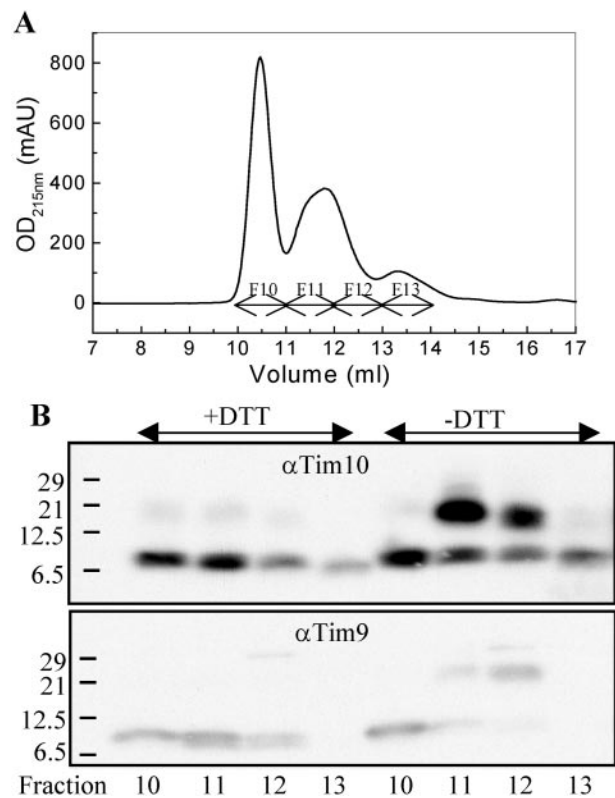 A
OD215nm (mAU)
800
600
400
200
0
F10 F11 F12 F13
7 8 9 10 11 12 13 14 15 16 17
Volume (ml)
B
+DTT -DTT
αTim10
29
21
12.5
6.5
αTim9
29
21
12.5
6.5
Fraction 10 11 12 13 10 11 12 13